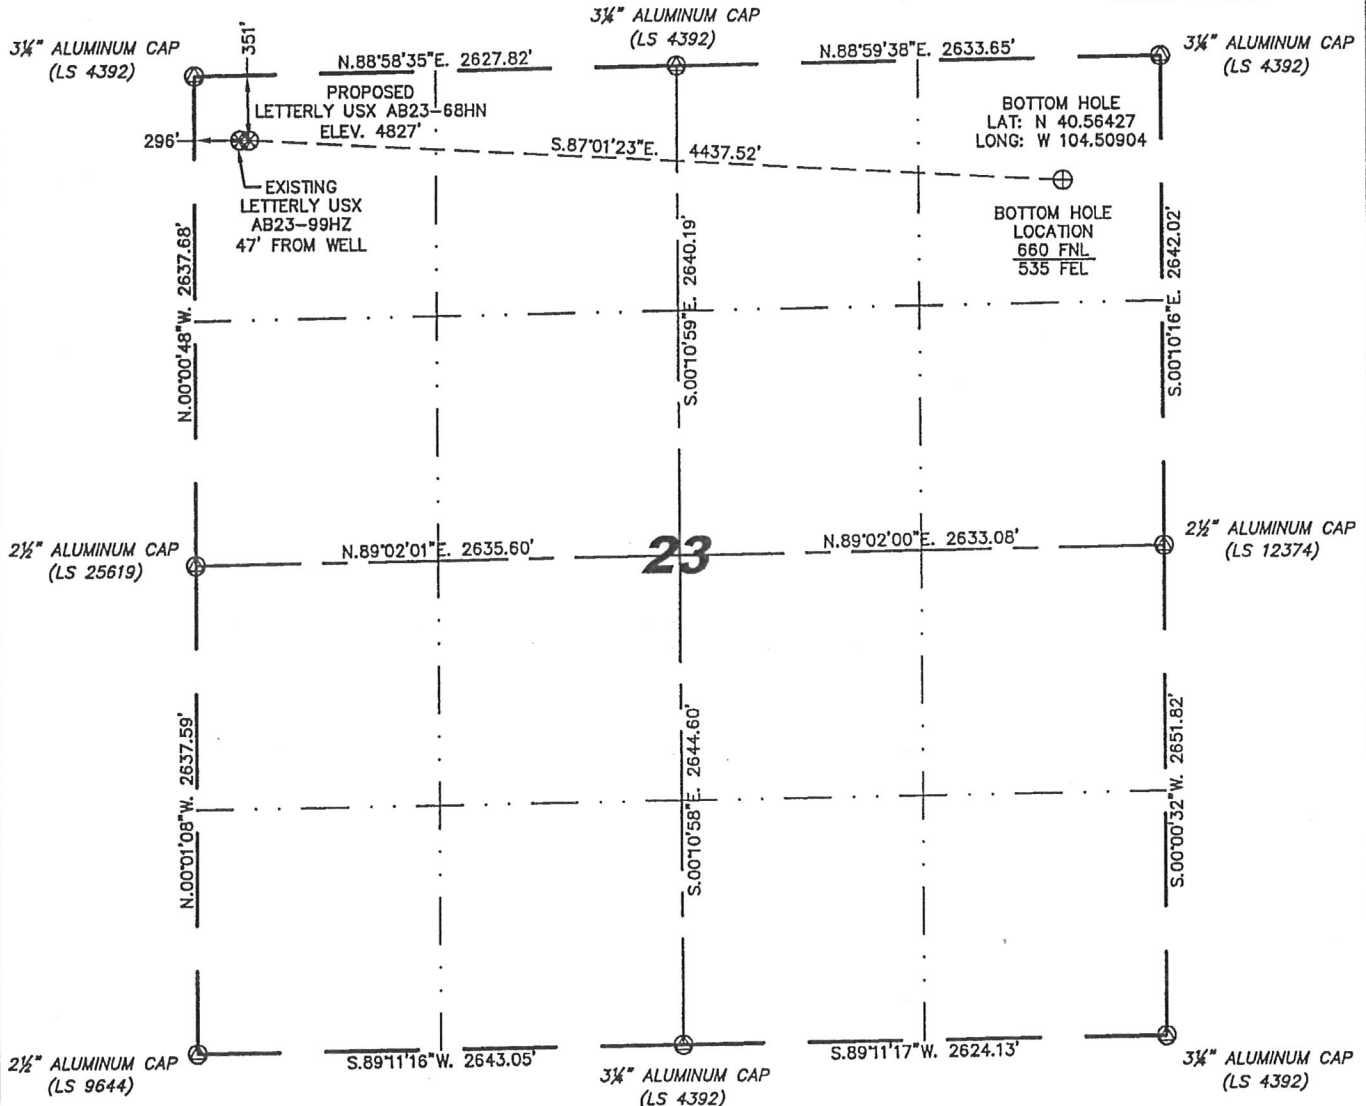 3¼" ALUMINUM CAP
(LS 4392)
351'
N.88°58'35"E. 2627.82'
3¼" ALUMINUM CAP
(LS 4392)
N.88°59'38"E. 2633.65'
3¼" ALUMINUM CAP
(LS 4392)
PROPOSED
LETTERLY USX AB23-68HN
ELEV. 4827'
296'
EXISTING
LETTERLY USX
AB23-99HZ
47' FROM WELL
S.87°01'23"E. 4437.52'
BOTTOM HOLE
LAT: N 40.56427
LONG: W 104.50904
BOTTOM HOLE
LOCATION
660 FNL
535 FEL
N.00°00'48"W. 2637.68'
S.00°10'59"E. 2640.19'
S.00°10'16"E. 2642.02'
2½" ALUMINUM CAP
(LS 25619)
N.89°02'01"E. 2635.60'
23
N.89°02'00"E. 2633.08'
2½" ALUMINUM CAP
(LS 12374)
N.00°01'08"W. 2637.59'
S.00°10'58"E. 2644.60'
S.00°00'32"W. 2651.82'
2½" ALUMINUM CAP
(LS 9644)
S.89°11'16"W. 2643.05'
3¼" ALUMINUM CAP
(LS 4392)
S.89°11'17"W. 2624.13'
3¼" ALUMINUM CAP
(LS 4392)